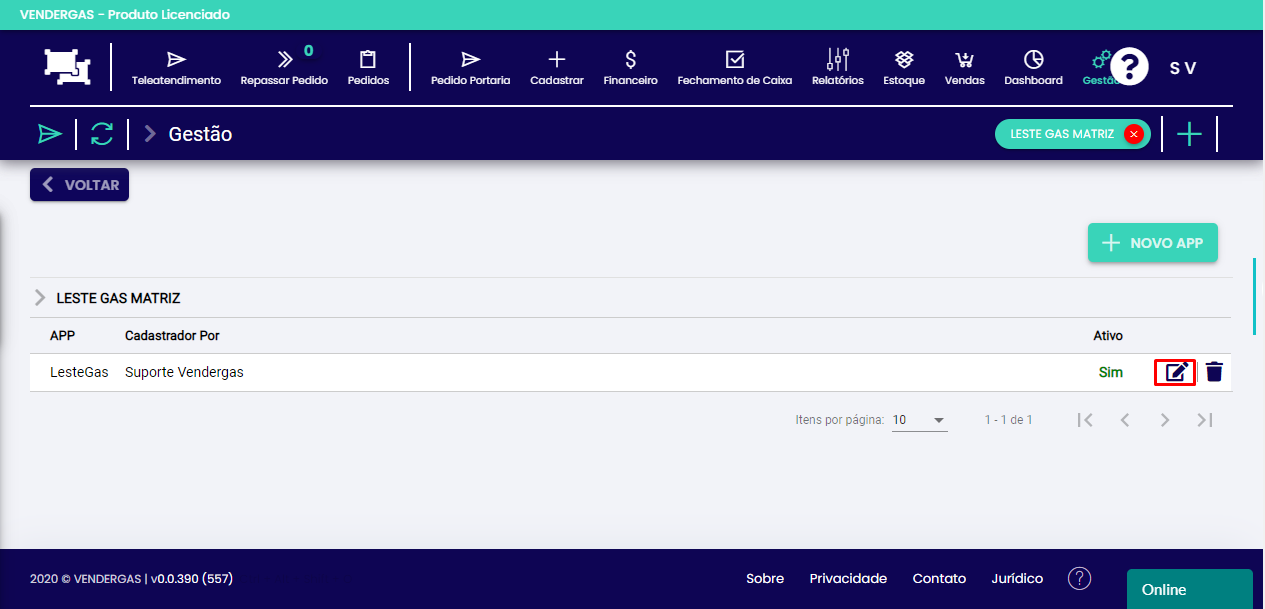 VENDERGAS - Produto Licenciado
0
Teleatendimento Repassar Pedido Pedidos Pedido Portaria Cadastrar Financeiro Fechamento de Caixa Relatórios Estoque Vendas Dashboard Gestão ? S V
Gestão LESTE GAS MATRIZ
VOLTAR
NOVO APP
LESTE GAS MATRIZ
APP Cadastrador Por Ativo
LesteGas Suporte Vendergas Sim
Itens por página: 10 1 - 1 de 1
2020 © VENDERGAS | v0.0.390 (557) Sobre Privacidade Contato Jurídico ?
Online